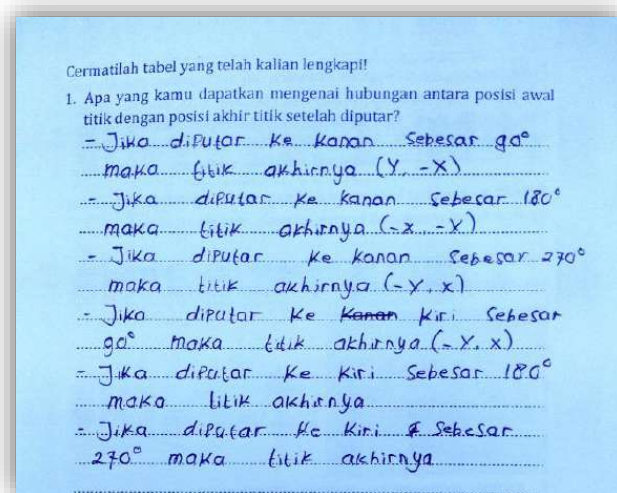 Cermatilah tabel yang telah kalian lengkapi!
1. Apa yang kamu dapatkan mengenai hubungan antara posisi awal
titik dengan posisi akhir titik setelah diputar?
- Jika diputar ke kanan sebesar 90°
maka titik akhirnya (Y, -X)
- Jika diputar ke kanan sebesar 180°
maka titik akhirnya (-x, -Y)
- Jika diputar ke kanan sebesar 270°
maka titik akhirnya (-Y, x)
- Jika diputar ke kanan kiri sebesar
90° maka titik akhirnya (-Y, x)
- Jika diputar ke kiri sebesar 180°
maka titik akhirnya
- Jika diputar ke kiri sebesar
270° maka titik akhirnya